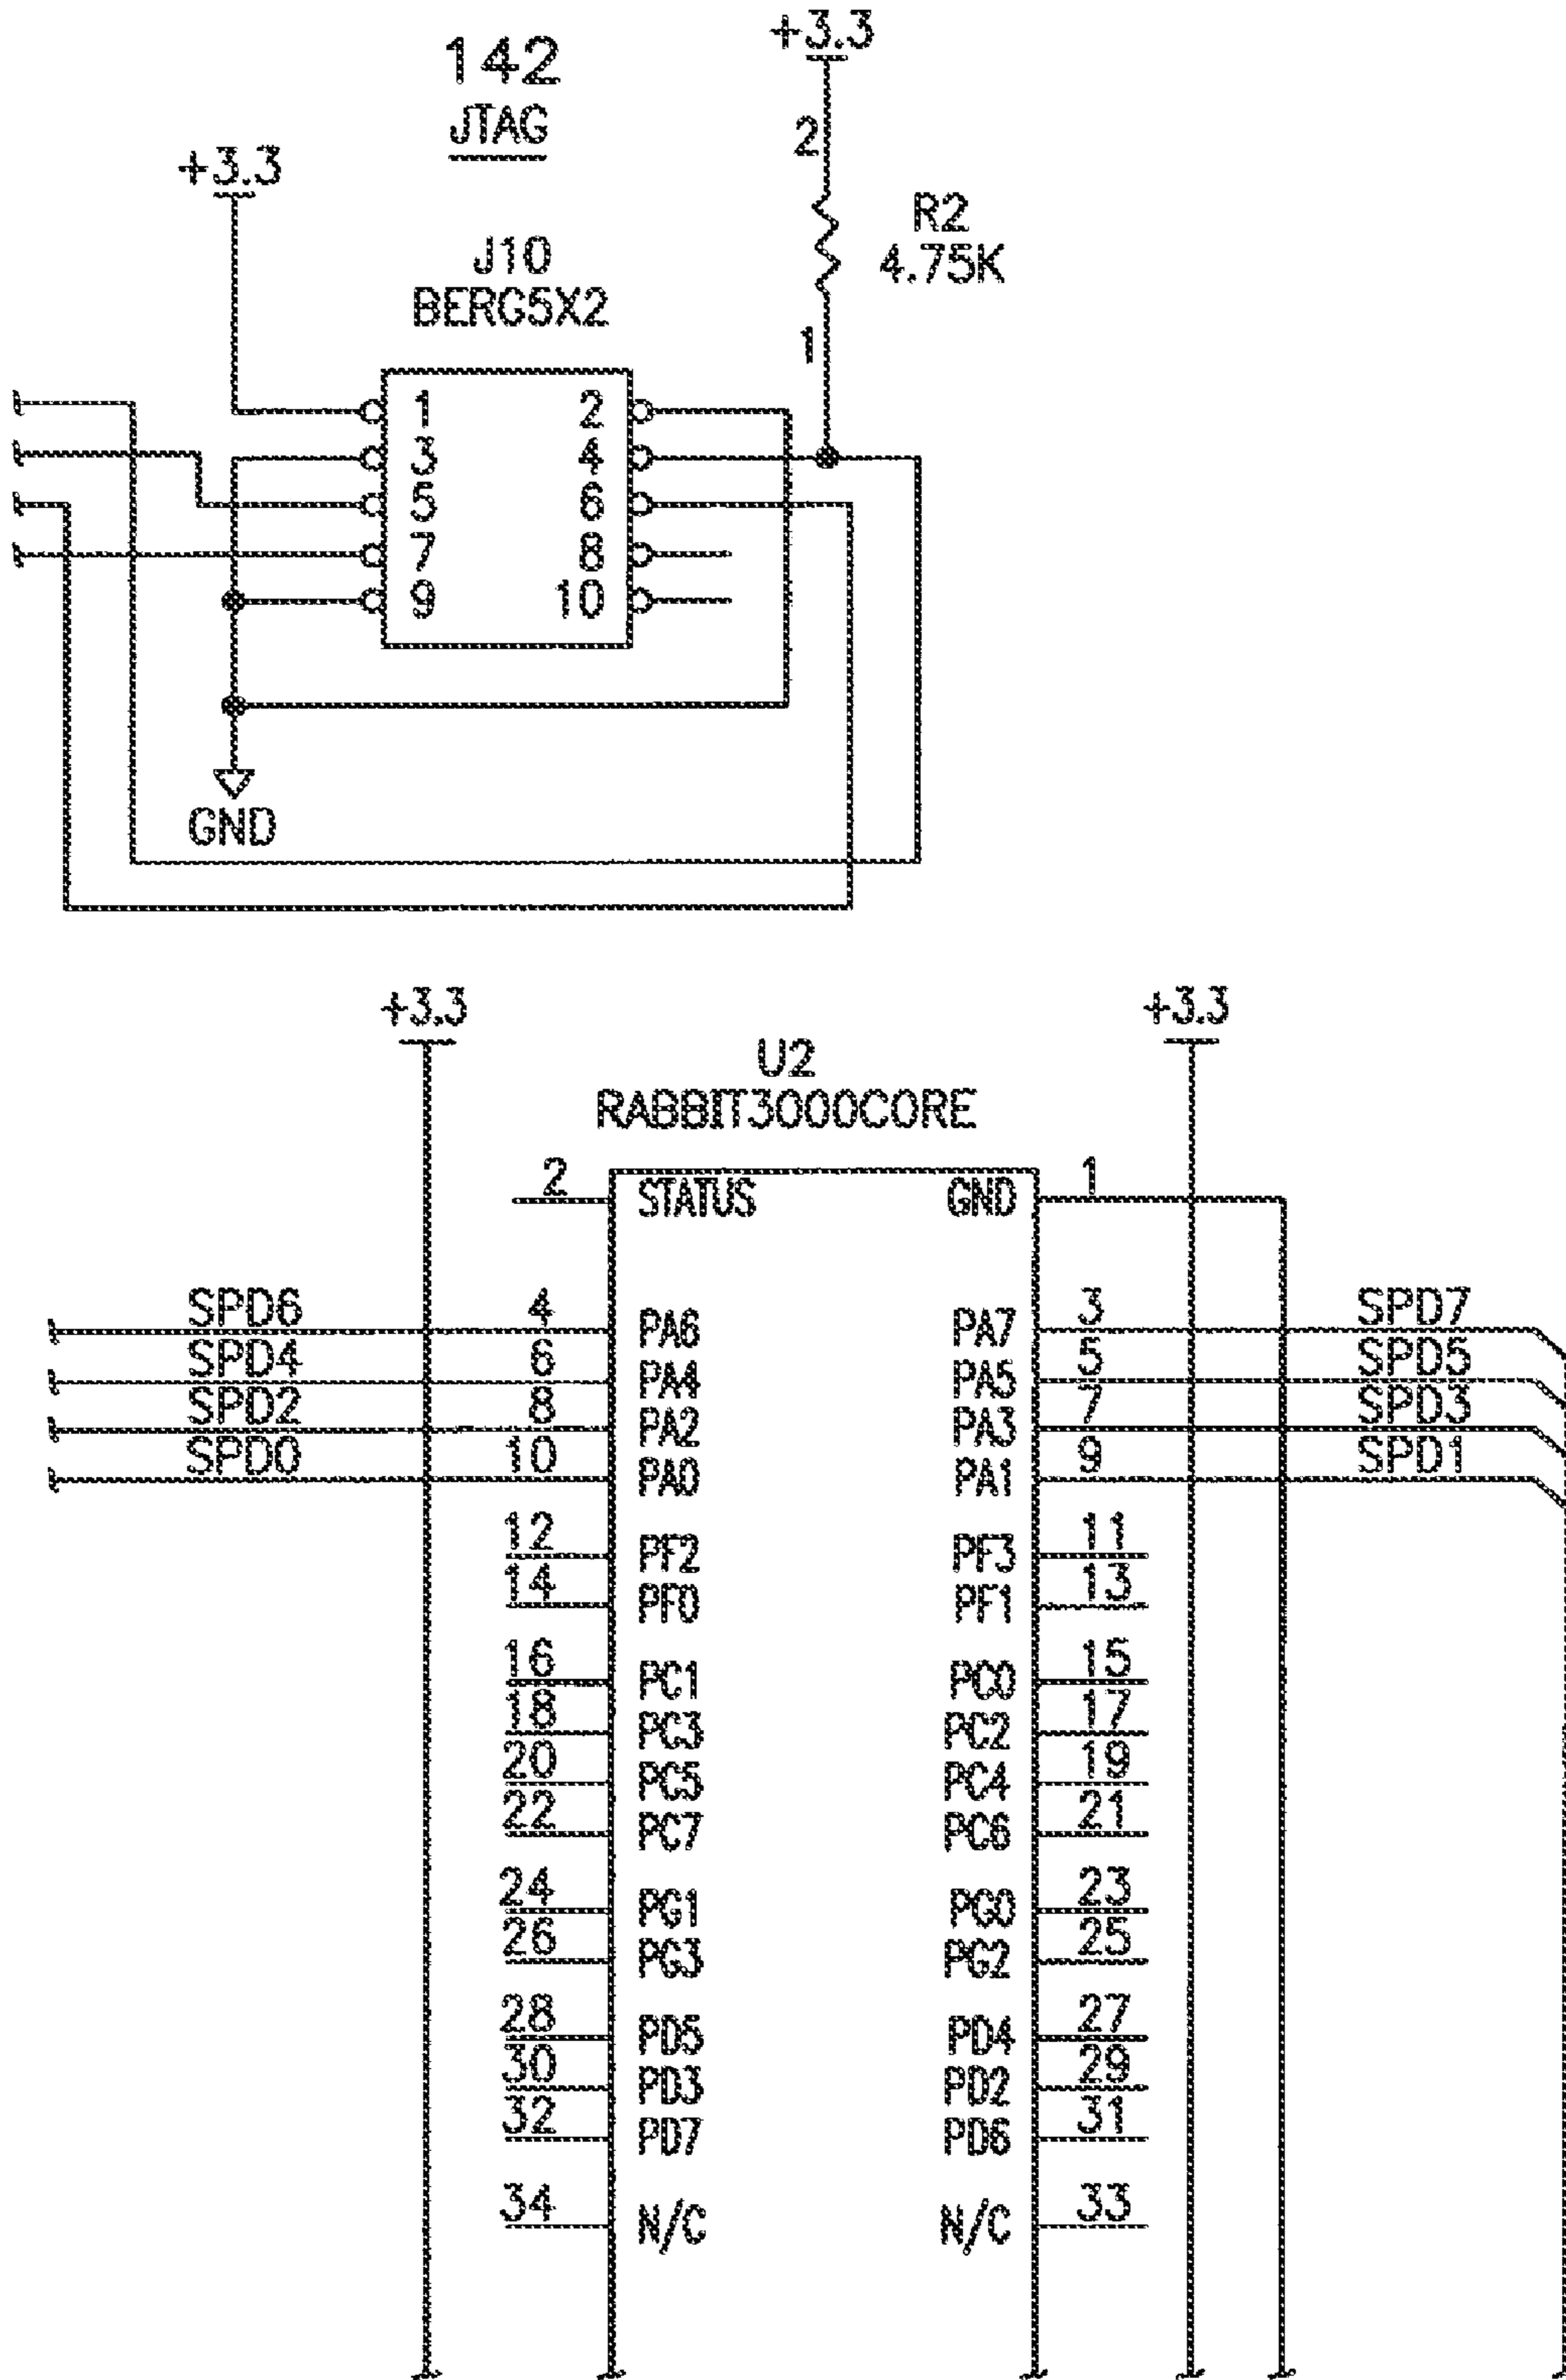 142
JTAG
+3.3
+3.3
2
R2
4.75K
1
J10
BERG5X2
1 2
3 4
5 6
7 8
9 10
GND
+3.3
+3.3
U2
RABBIT3000CORE
2 STATUS GND 1
SPD6 4 PA6 PA7 3 SPD7
SPD4 6 PA4 PA5 5 SPD5
SPD2 8 PA2 PA3 7 SPD3
SPD0 10 PA0 PA1 9 SPD1
12 PF2 PF3 11
14 PF0 PF1 13
16 PC1 PC0 15
18 PC3 PC2 17
20 PC5 PC4 19
22 PC7 PC6 21
24 PG1 PG0 23
26 PG3 PG2 25
28 PD5 PD4 27
30 PD3 PD2 29
32 PD7 PD6 31
34 N/C N/C 33